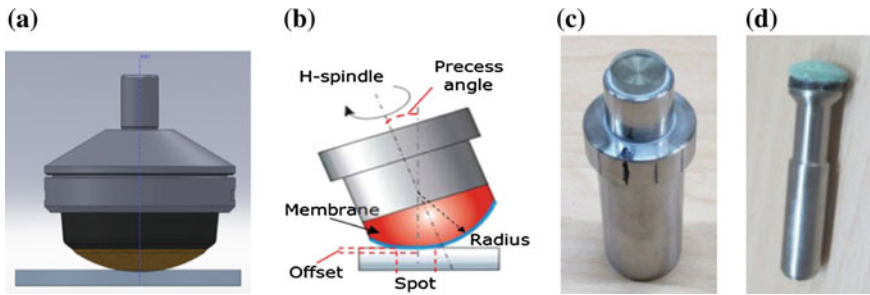 (a)
(b)
(c)
(d)
H-spindle
Precess
angle
Membrane
Radius
Offset
Spot